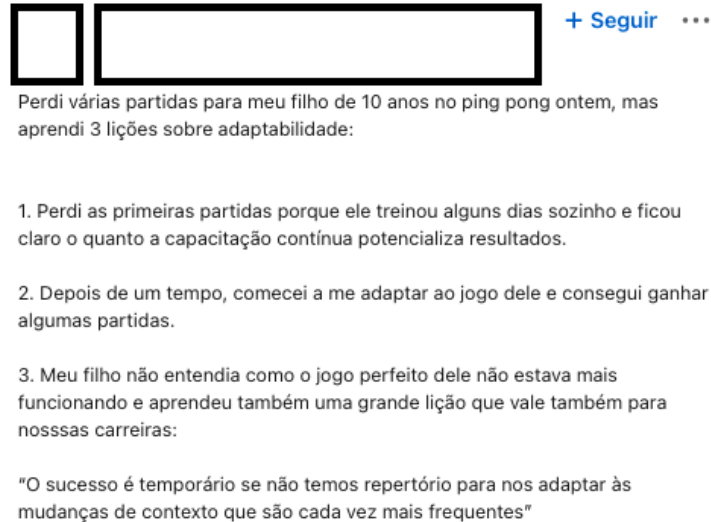 + Seguir ...
Perdi várias partidas para meu filho de 10 anos no ping pong ontem, mas
aprendi 3 lições sobre adaptabilidade:
1. Perdi as primeiras partidas porque ele treinou alguns dias sozinho e ficou
claro o quanto a capacitação contínua potencializa resultados.
2. Depois de um tempo, comecei a me adaptar ao jogo dele e consegui ganhar
algumas partidas.
3. Meu filho não entendia como o jogo perfeito dele não estava mais
funcionando e aprendeu também uma grande lição que vale também para
nosssas carreiras:
“O sucesso é temporário se não temos repertório para nos adaptar às
mudanças de contexto que são cada vez mais frequentes”